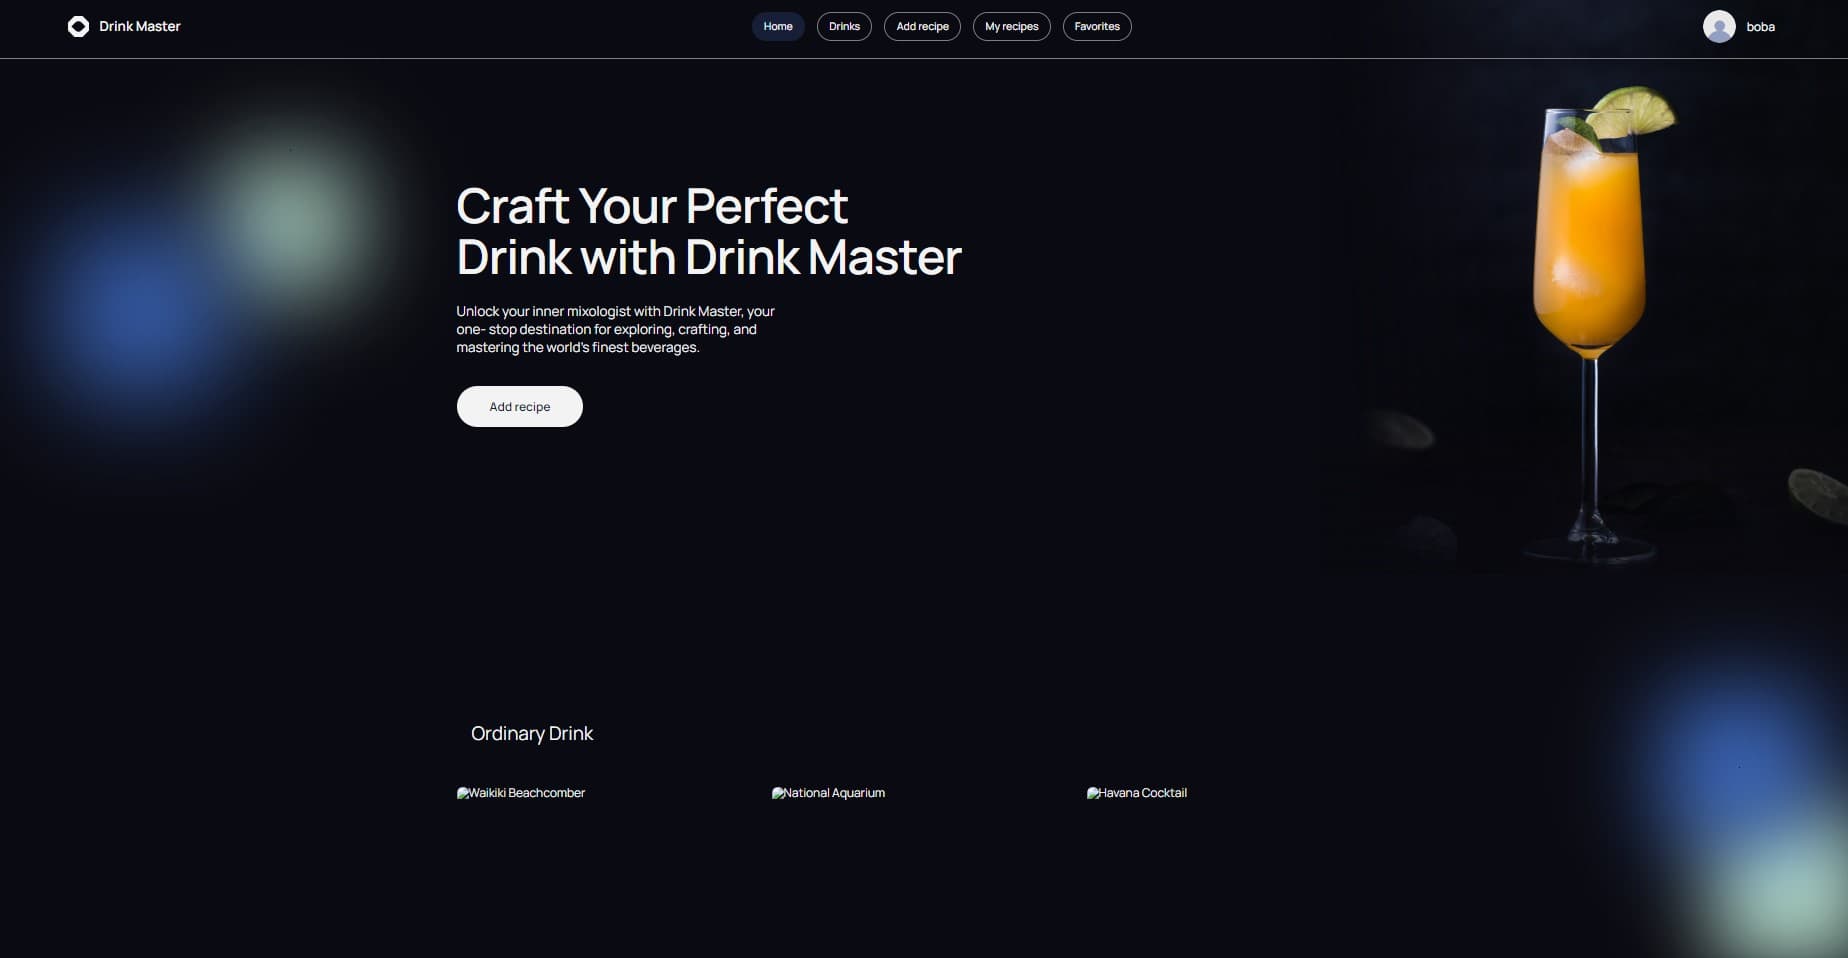 Drink Master
Home
Drinks
Add recipe
My recipes
Favorites
boba
Craft Your Perfect
Drink with Drink Master
Unlock your inner mixologist with Drink Master, your
one- stop destination for exploring, crafting, and
mastering the world's finest beverages.
Add recipe
Ordinary Drink
Waikiki Beachcomber
National Aquarium
Havana Cocktail